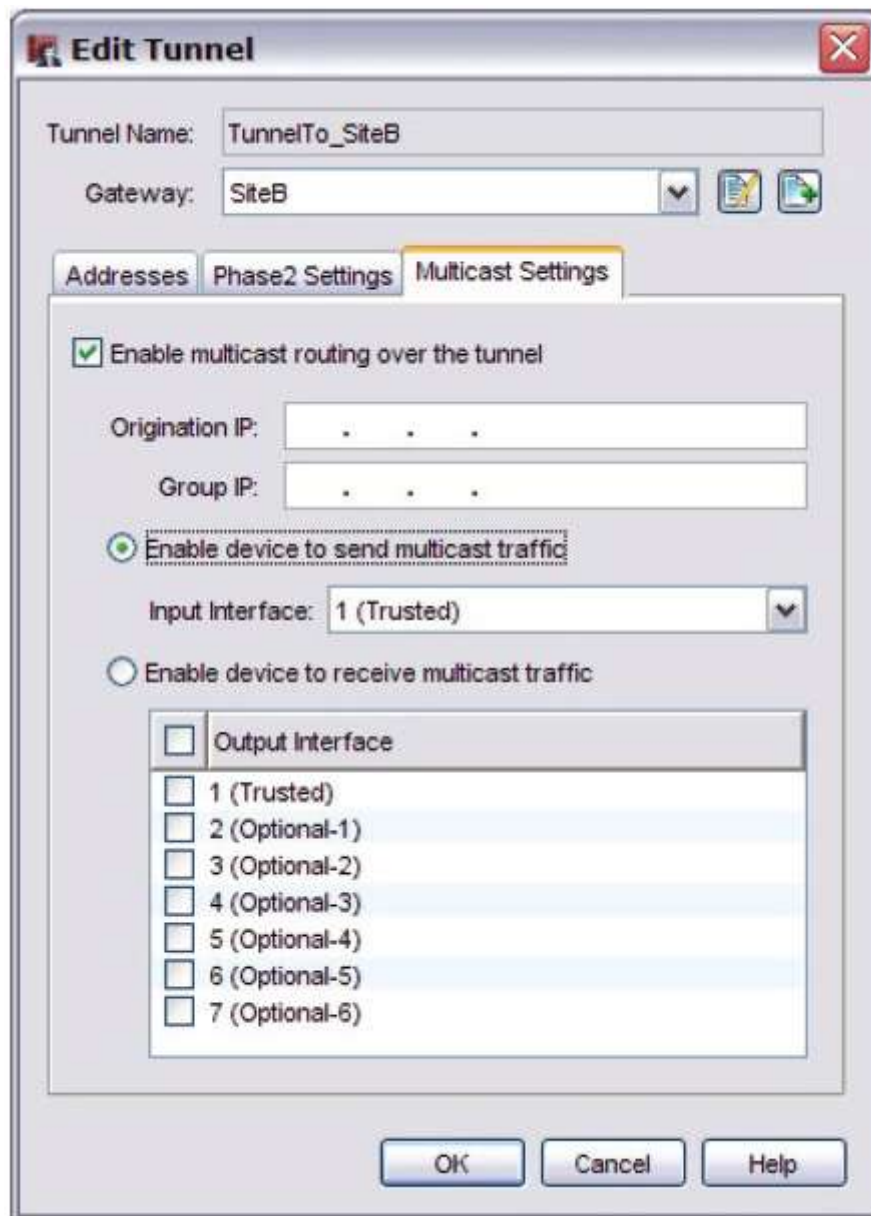 Edit Tunnel
Tunnel Name: TunnelTo_SiteB
Gateway: SiteB
Addresses Phase2 Settings Multicast Settings
Enable multicast routing over the tunnel
Origination IP: . . .
Group IP: . . .
Enable device to send multicast traffic
Input Interface: 1 (Trusted)
Enable device to receive multicast traffic
Output Interface
1 (Trusted)
2 (Optional-1)
3 (Optional-2)
4 (Optional-3)
5 (Optional-4)
6 (Optional-5)
7 (Optional-6)
OK Cancel Help